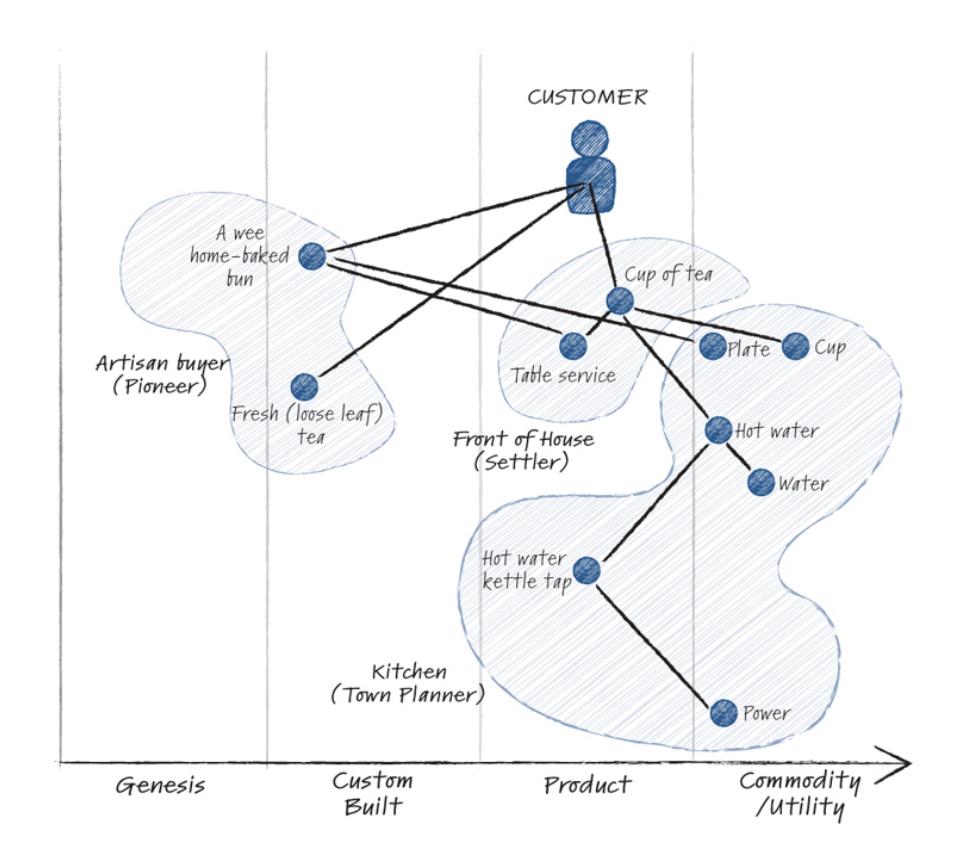 CUSTOMER
A wee
home-baked
bun
Cup of tea
Artisan buyer
(Pioneer)
Table service
Plate
Cup
Fresh (loose leaf)
tea
Front of House
(Settler)
Hot water
Water
Hot water
kettle tap
Kitchen
(Town Planner)
Power
Genesis
Custom
Built
Product
Commodity
/Utility